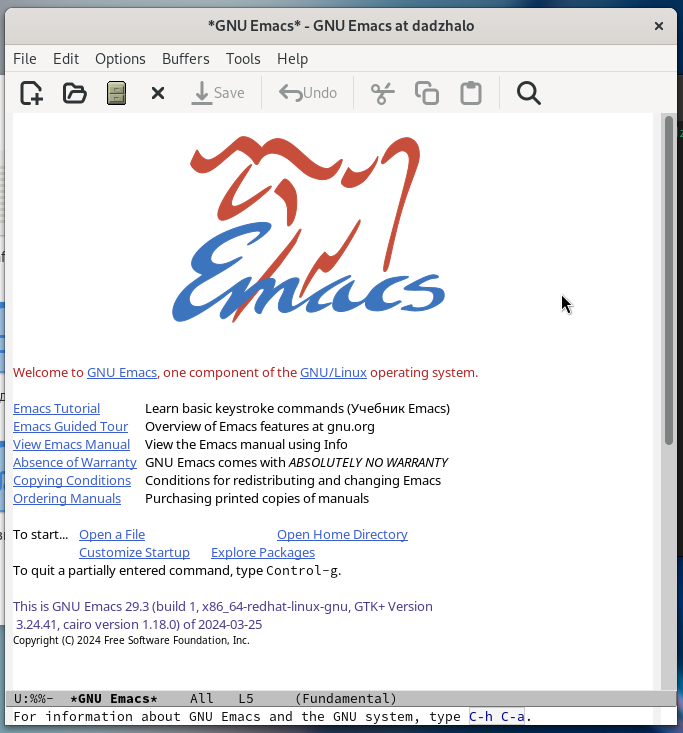 *GNU Emacs* - GNU Emacs at dadzhalo
File Edit Options Buffers Tools Help
Save Undo
Emacs
Welcome to GNU Emacs, one component of the GNU/Linux operating system.
Emacs Tutorial Learn basic keystroke commands (Учебник Emacs)
Emacs Guided Tour Overview of Emacs features at gnu.org
View Emacs Manual View the Emacs manual using Info
Absence of Warranty GNU Emacs comes with ABSOLUTELY NO WARRANTY
Copying Conditions Conditions for redistributing and changing Emacs
Ordering Manuals Purchasing printed copies of manuals
To start... Open a File Open Home Directory
Customize Startup Explore Packages
To quit a partially entered command, type Control-g.
This is GNU Emacs 29.3 (build 1, x86_64-redhat-linux-gnu, GTK+ Version
3.24.41, cairo version 1.18.0) of 2024-03-25
Copyright (C) 2024 Free Software Foundation, Inc.
U:%%- *GNU Emacs* All L5 (Fundamental)
For information about GNU Emacs and the GNU system, type C-h C-a.